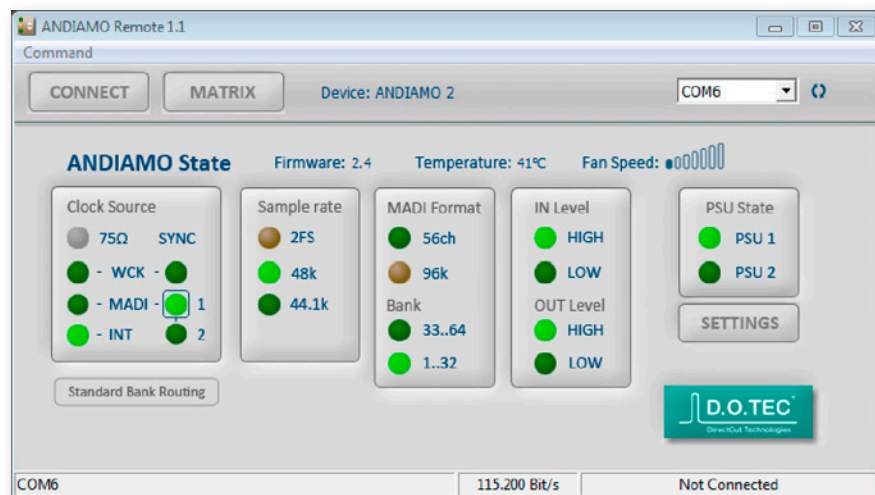 ANDIAMO Remote 1.1
Command
CONNECT MATRIX Device: ANDIAMO 2 COM6
ANDIAMO State Firmware: 2.4 Temperature: 41ºC Fan Speed:
Clock Source
75Ω SYNC
- WCK -
- MADI - 1
- INT 2
Standard Bank Routing
Sample rate
2FS
48k
44.1k
MADI Format
56ch
96k
Bank
33..64
1..32
IN Level
HIGH
LOW
OUT Level
HIGH
LOW
PSU State
PSU 1
PSU 2
SETTINGS
D.O.TEC®
DirectOut Technologies
COM6 115.200 Bit/s Not Connected